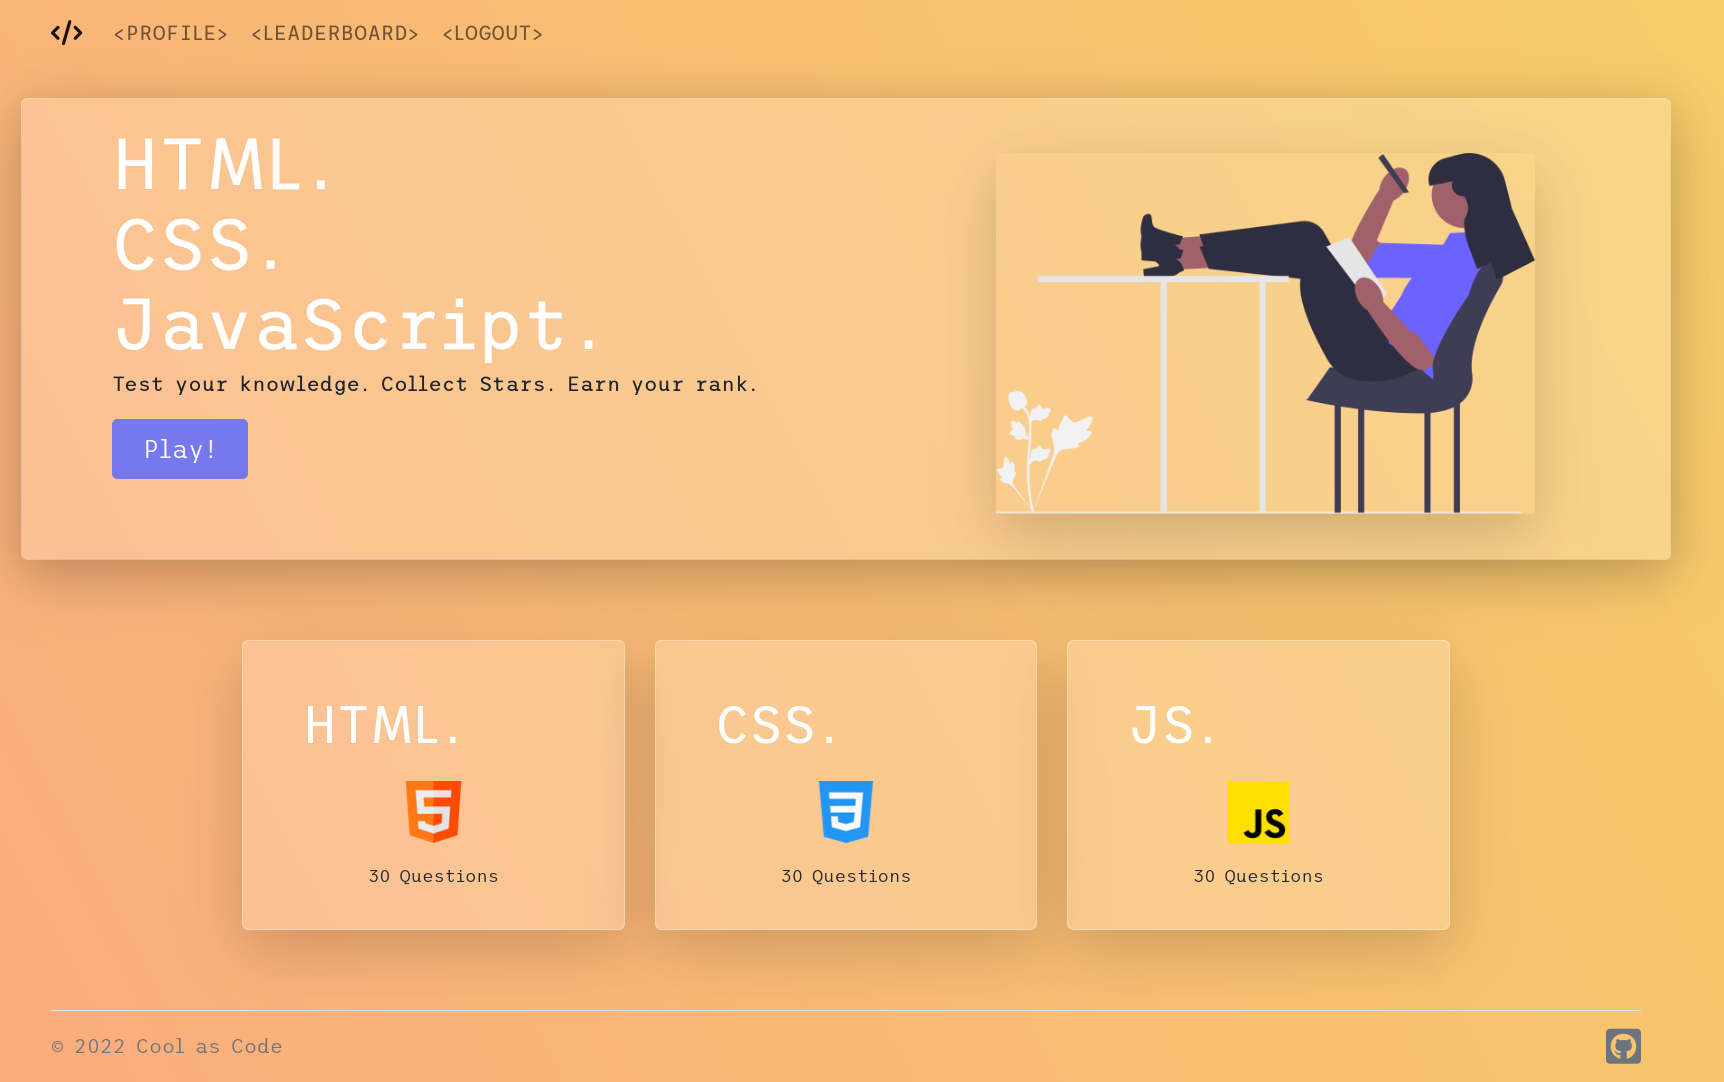 </> <PROFILE> <LEADERBOARD> <LOGOUT>
HTML.
CSS.
JavaScript.
Test your knowledge. Collect Stars. Earn your rank.
Play!
HTML.
5
30 Questions
CSS.
3
30 Questions
JS.
JS
30 Questions
© 2022 Cool as Code